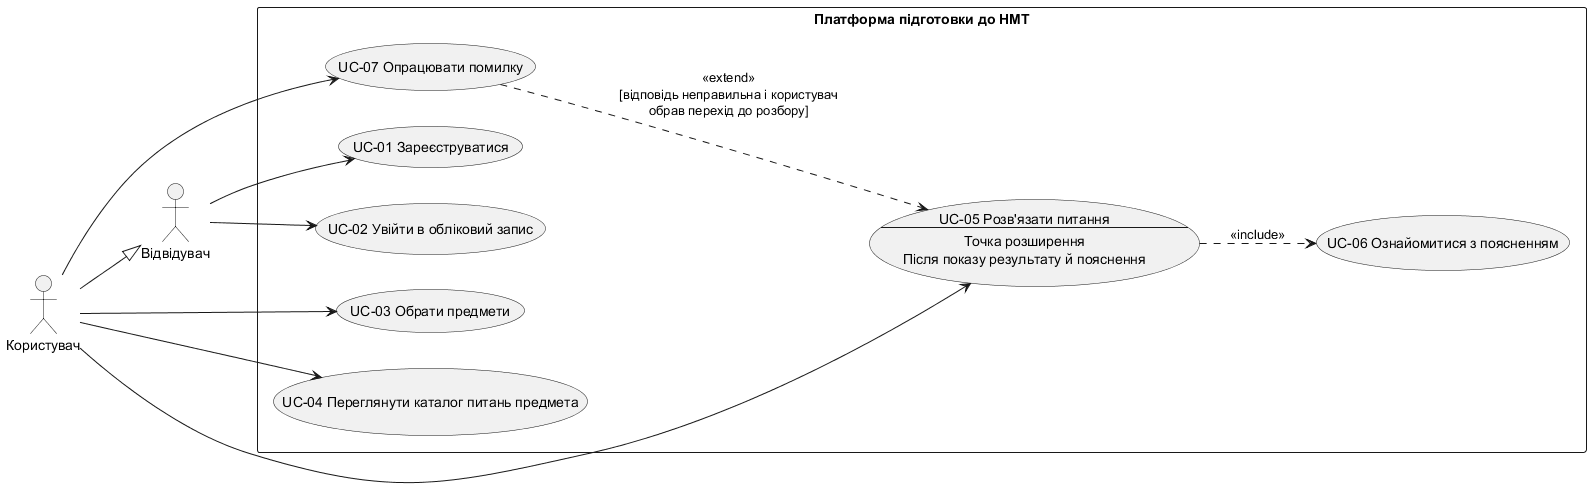 Платформа підготовки до НМТ
UC-07 Опрацювати помилку
«extend»
[відповідь неправильна і користувач
обрав перехід до розбору]
UC-01 Зареєструватися
Відвідувач
UC-02 Увійти в обліковий запис
UC-05 Розв'язати питання
Точка розширення
Після показу результату й пояснення
«include»
UC-06 Ознайомитися з поясненням
Користувач
UC-03 Обрати предмети
UC-04 Переглянути каталог питань предмета